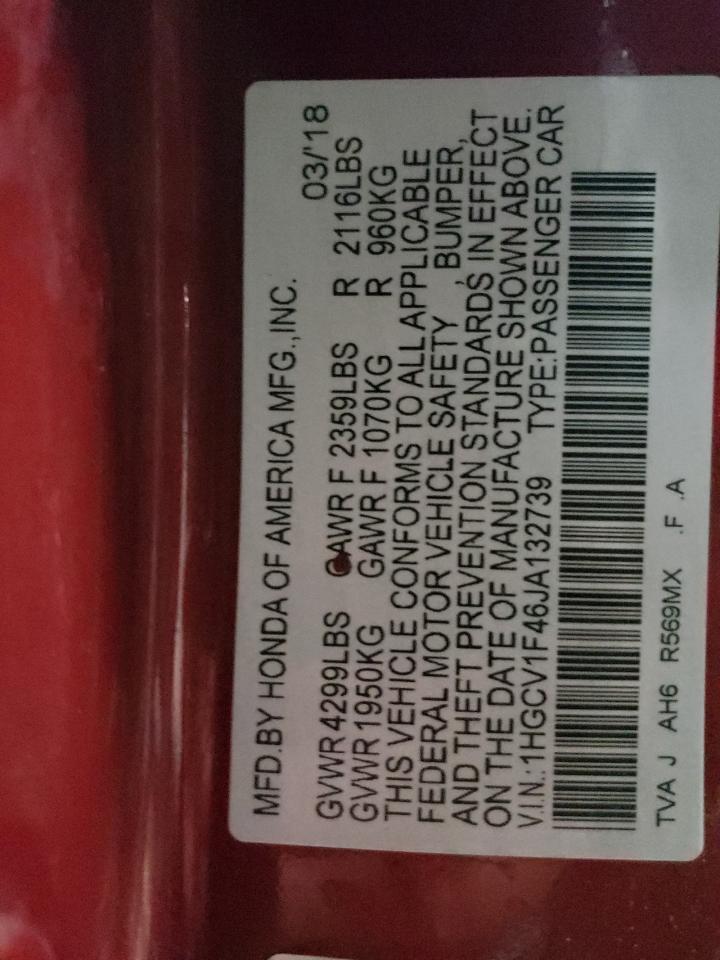 MFD.BY HONDA OF AMERICA MFG.,INC.
03/'18
GVWR 4299LBS GAWR F 2359LBS R 2116LBS
GVWR 1950KG GAWR F 1070KG R 960KG
THIS VEHICLE CONFORMS TO ALL APPLICABLE
FEDERAL MOTOR VEHICLE SAFETY , BUMPER,
AND THEFT PREVENTION STANDARDS IN EFFECT
ON THE DATE OF MANUFACTURE SHOWN ABOVE.
V.I.N.:1HGCV1F46JA132739 TYPE:PASSENGER CAR
TVA J AH6 R569MX .F .A